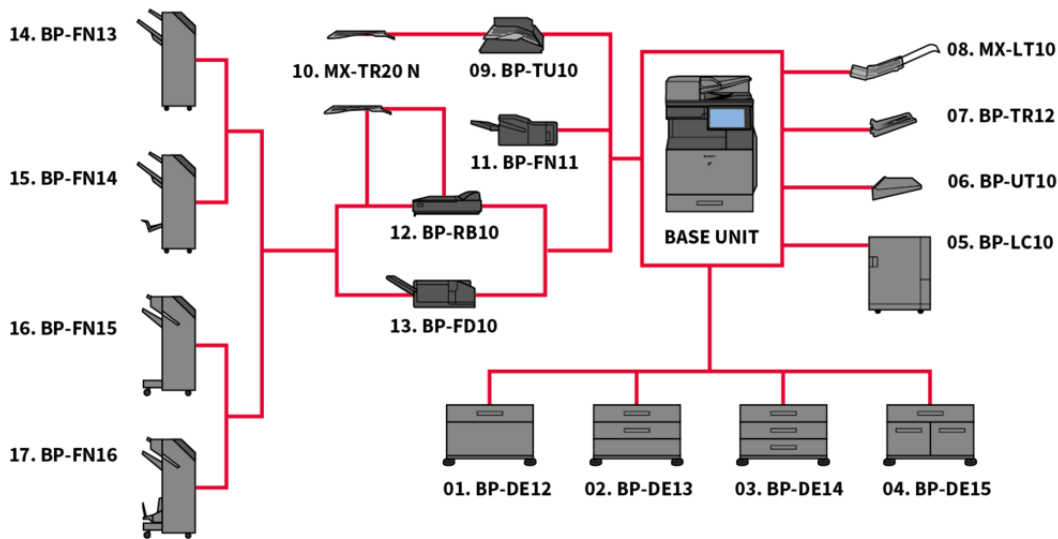 14. BP-FN13
10. MX-TR20 N
09. BP-TU10
08. MX-LT10
07. BP-TR12
11. BP-FN11
15. BP-FN14
06. BP-UT10
12. BP-RB10
BASE UNIT
05. BP-LC10
16. BP-FN15
13. BP-FD10
17. BP-FN16
01. BP-DE12
02. BP-DE13
03. BP-DE14
04. BP-DE15